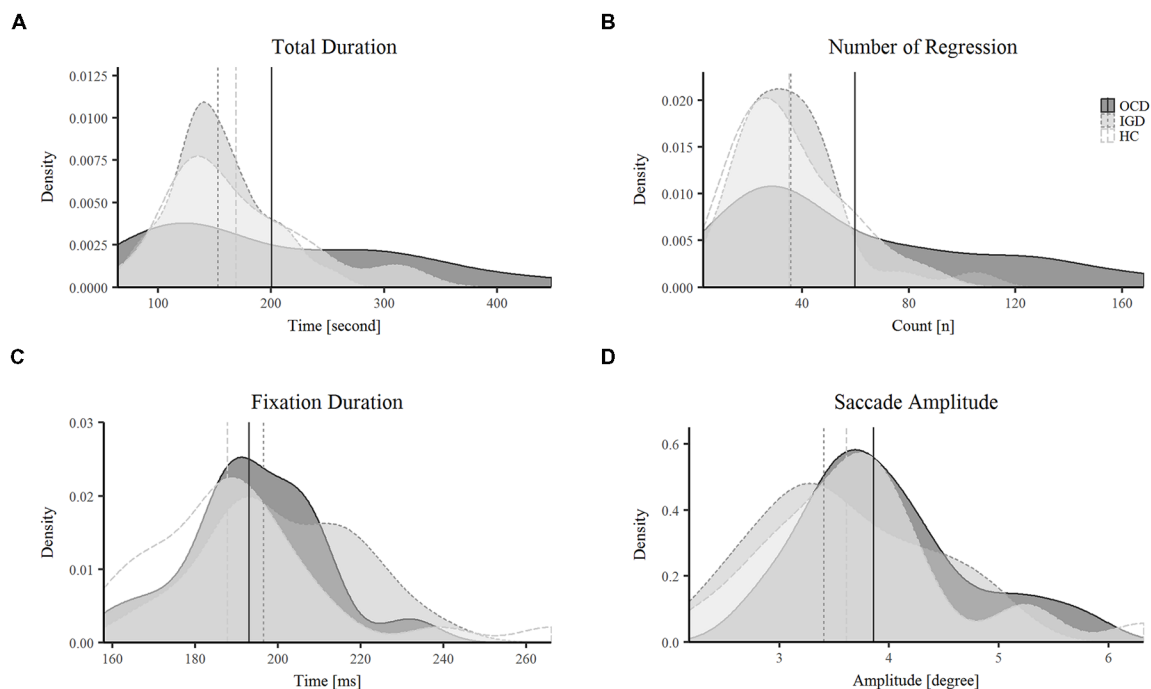 A
Total Duration
0.0125
0.0100
0.0075
0.0050
0.0025
0.0000
Density
100 200 300 400
Time [second]
B
Number of Regression
0.020
0.015
0.010
0.005
0.000
Density
40 80 120 160
Count [n]
OCD
IGD
HC
C
Fixation Duration
0.03
0.02
0.01
0.00
Density
160 180 200 220 240 260
Time [ms]
D
Saccade Amplitude
0.6
0.4
0.2
0.0
Density
3 4 5 6
Amplitude [degree]